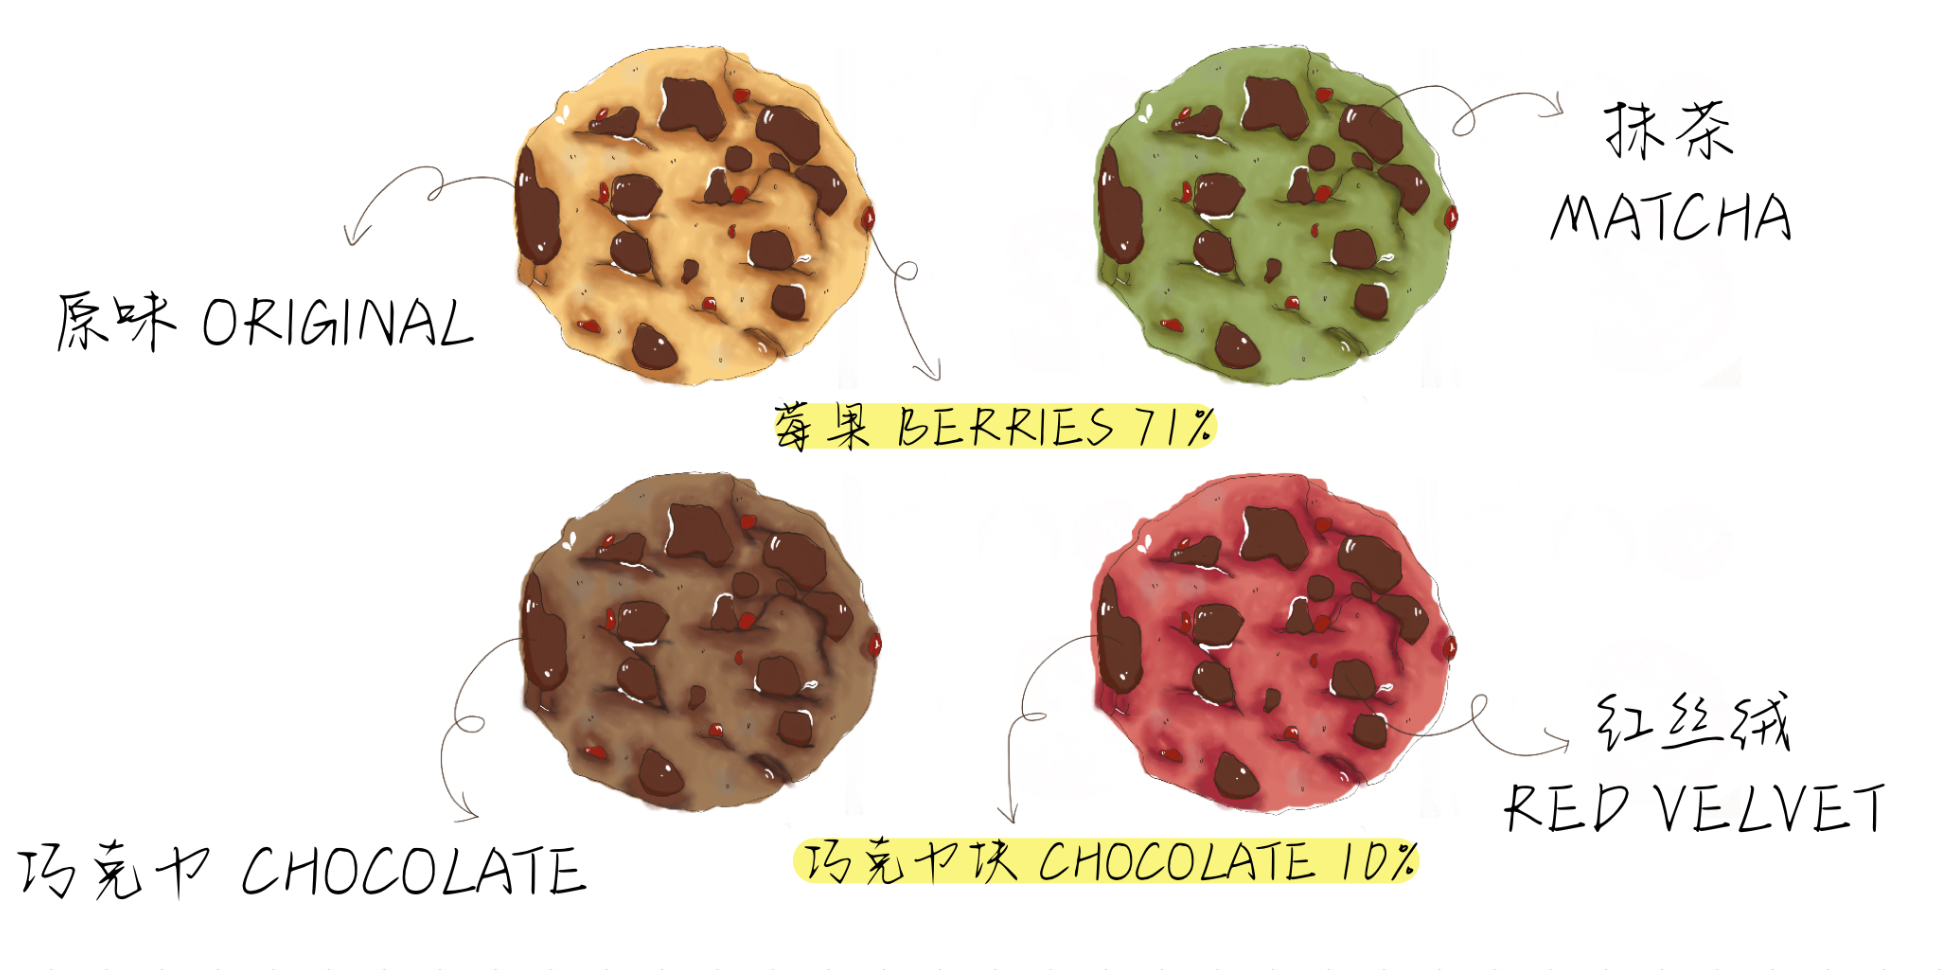 抹茶
MATCHA
原味 ORIGINAL
莓果 BERRIES 71%
红丝绒
RED VELVET
巧克力 CHOCOLATE
巧克力块 CHOCOLATE 10%